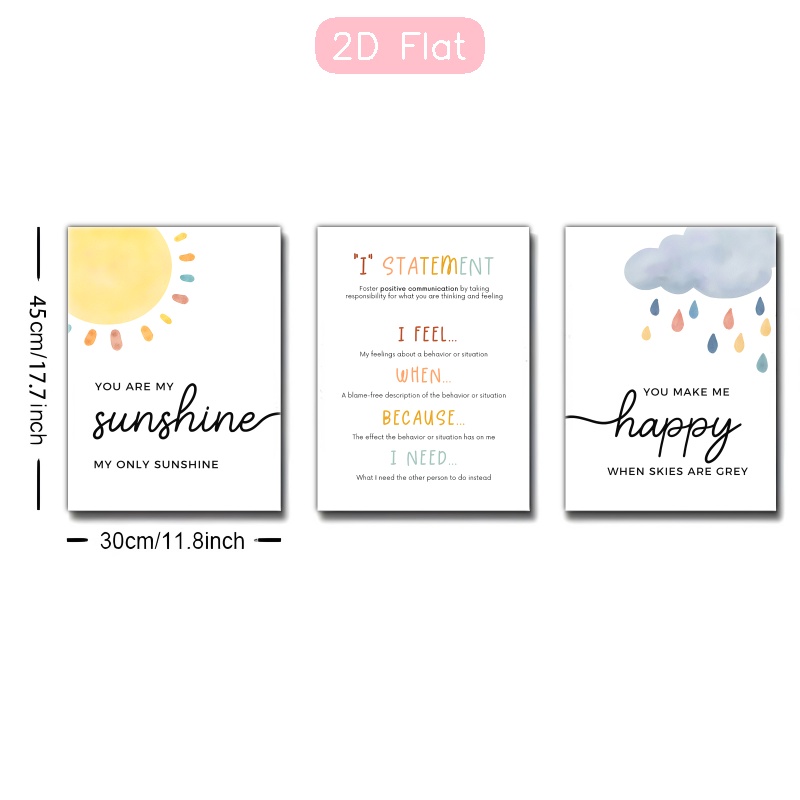 2D Flat
45cm/17.7inch
30cm/11.8inch
YOU ARE MY
sunshine
MY ONLY SUNSHINE
"I" STATEMENT
Foster positive communication by taking
responsibility for what you are thinking and feeling
I FEEL...
My feelings about a behavior or situation
WHEN...
A blame-free description of the behavior or situation
BECAUSE...
The effect the behavior or situation has on me
I NEED...
What I need the other person to do instead
YOU MAKE ME
happy
WHEN SKIES ARE GREY